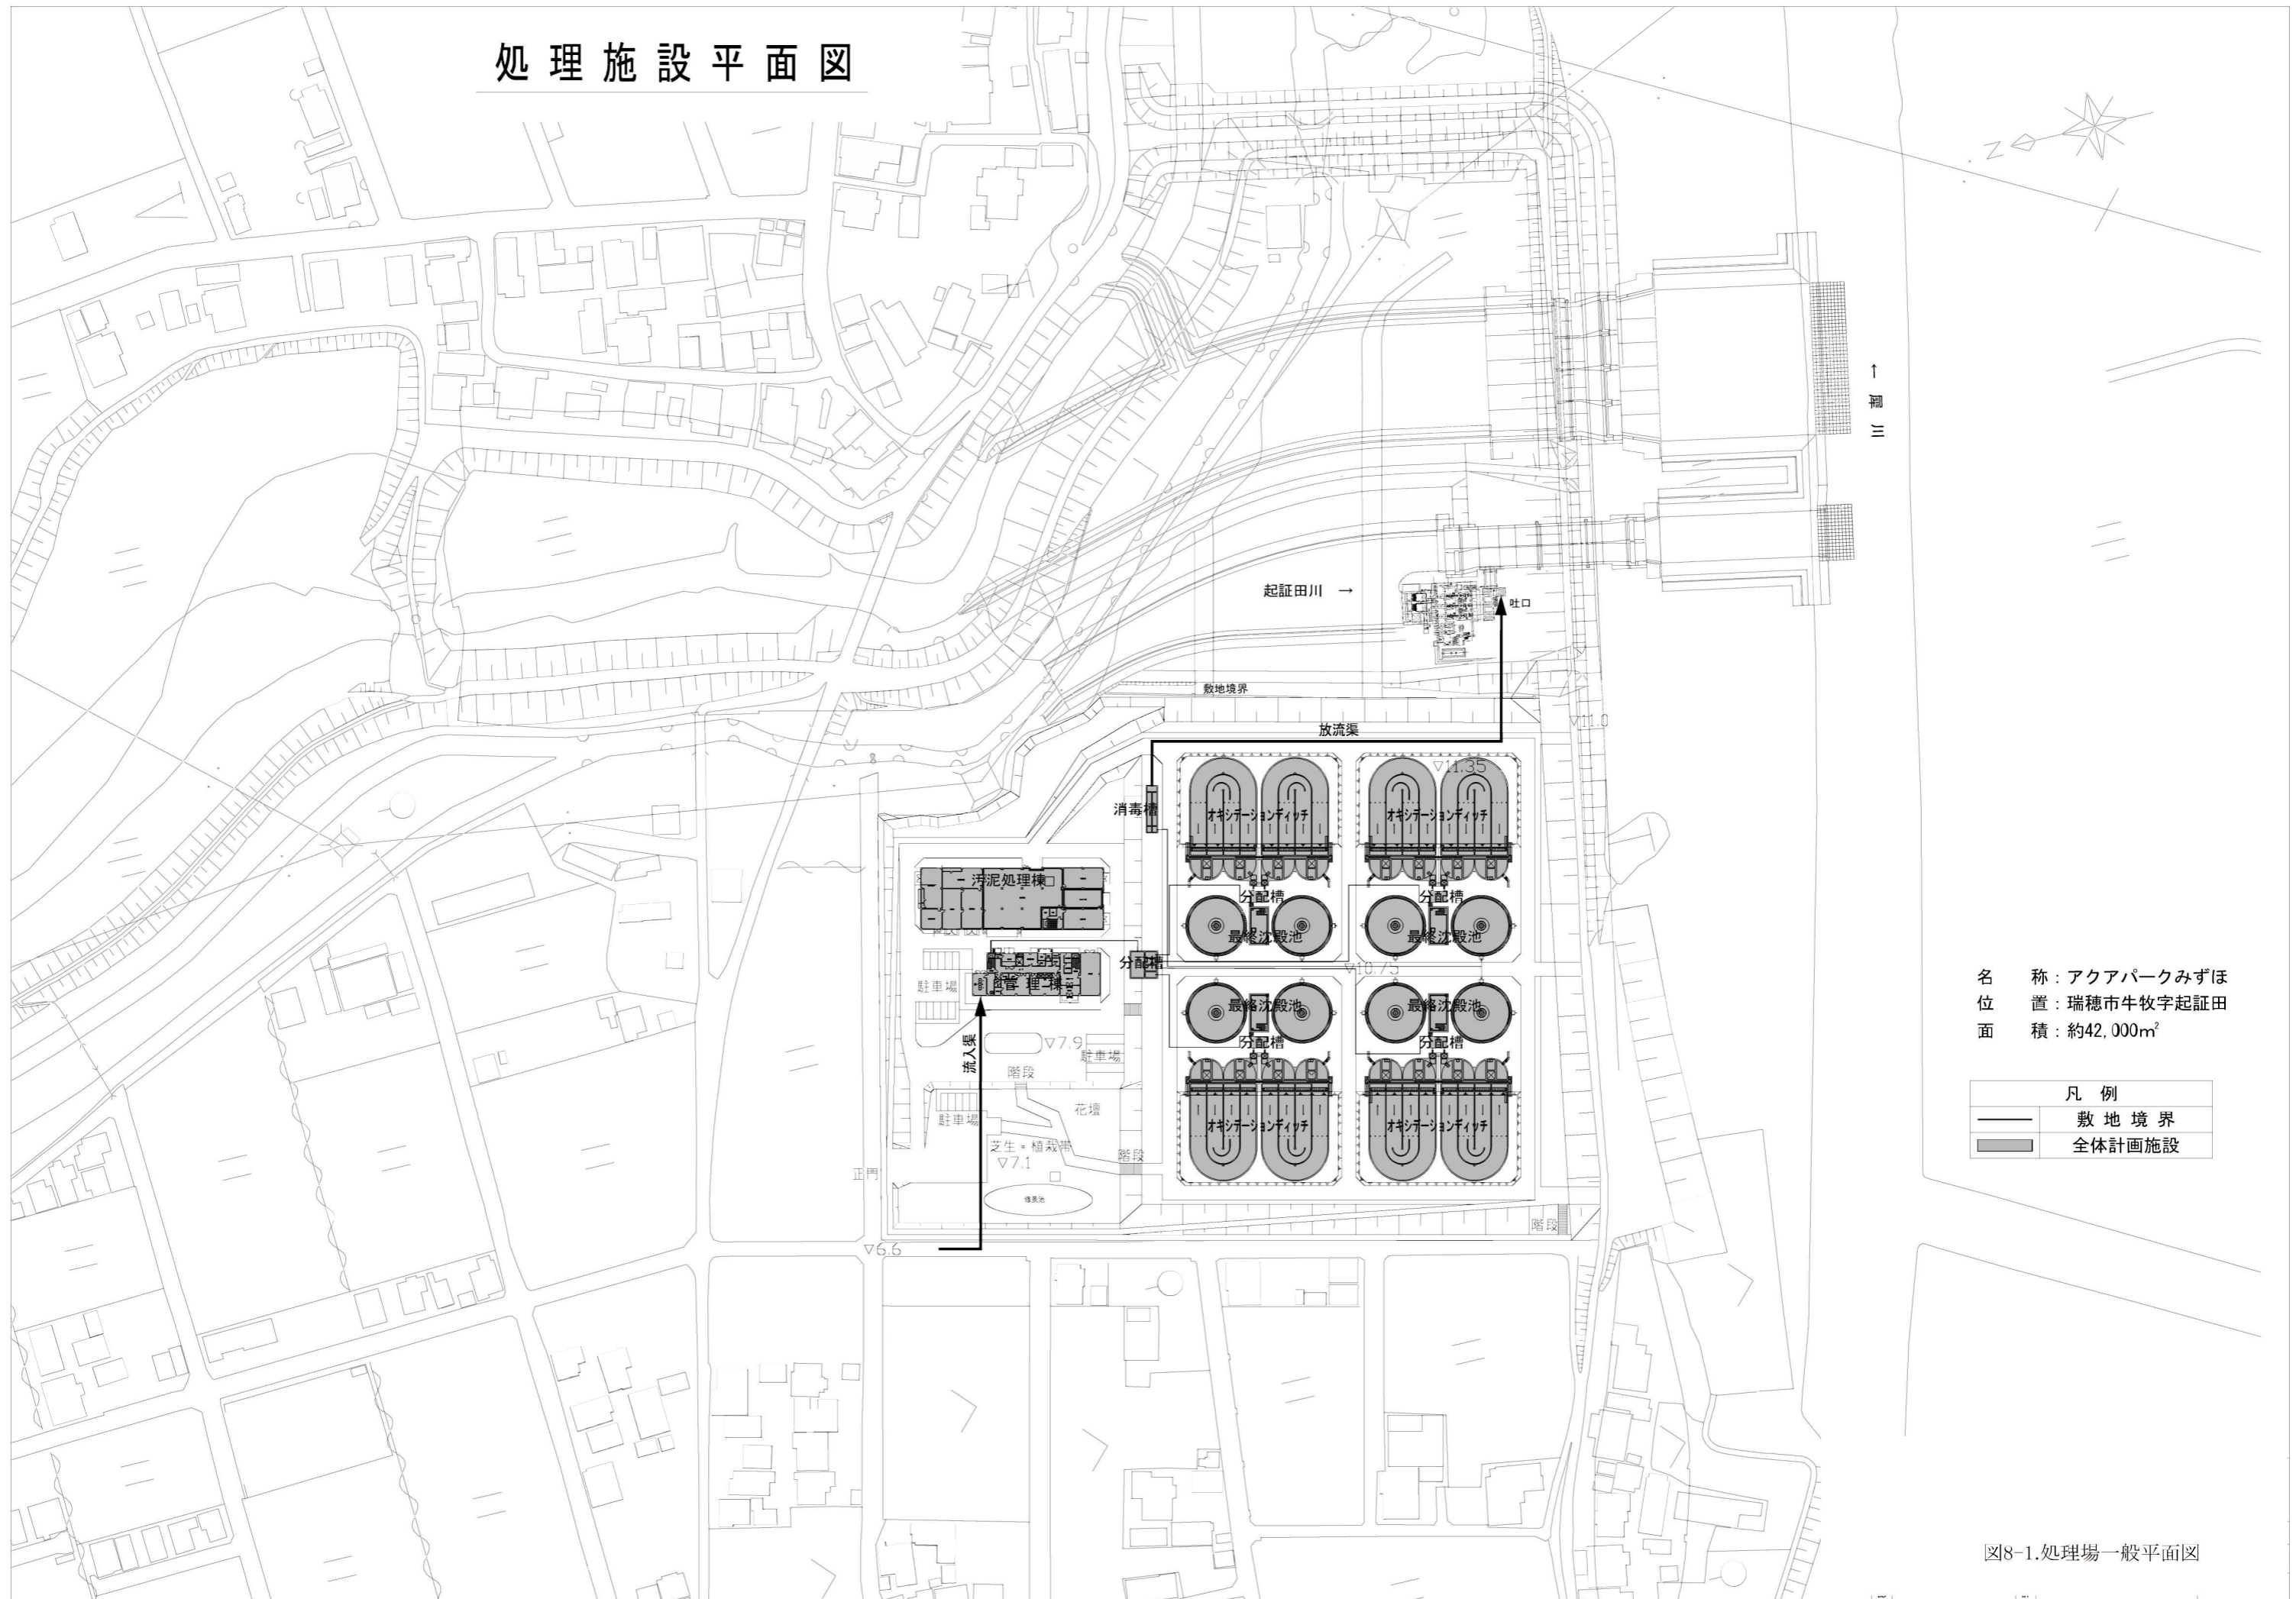 処理施設平面図
↑
犀川
起証田川 →
吐口
敷地境界
▽11.0
放流渠
▽11.35
消毒槽
オキシデーションディッチ
オキシデーションディッチ
汚泥処理棟
分配槽
分配槽
最終沈殿池
最終沈殿池
分配槽
▽10.75
管理棟
駐車場
最終沈殿池
最終沈殿池
流入渠
▽7.9
駐車場
分配槽
分配槽
階段
駐車場
花壇
オキシデーションディッチ
オキシデーションディッチ
芝生・植栽帯
▽7.1
階段
正門
修景池
階段
▽6.6
名 称：アクアパークみずほ
位 置：瑞穂市牛牧字起証田
面 積：約42,000m²
凡 例
敷地境界
全体計画施設
図8-1.処理場一般平面図